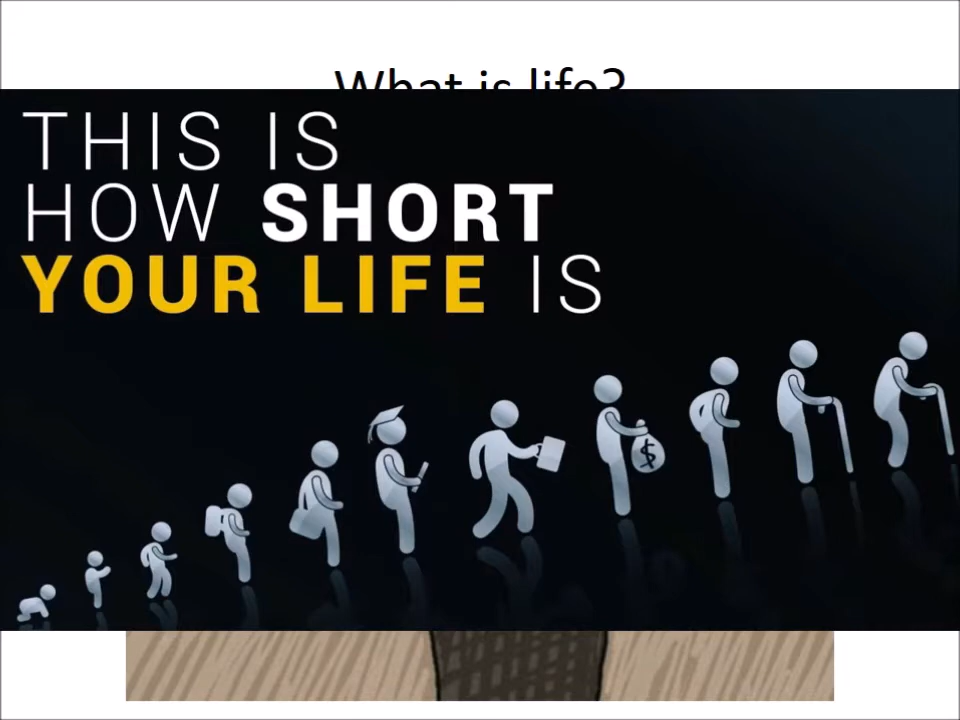 What is life?
THIS IS
HOW SHORT
YOUR LIFE IS
$